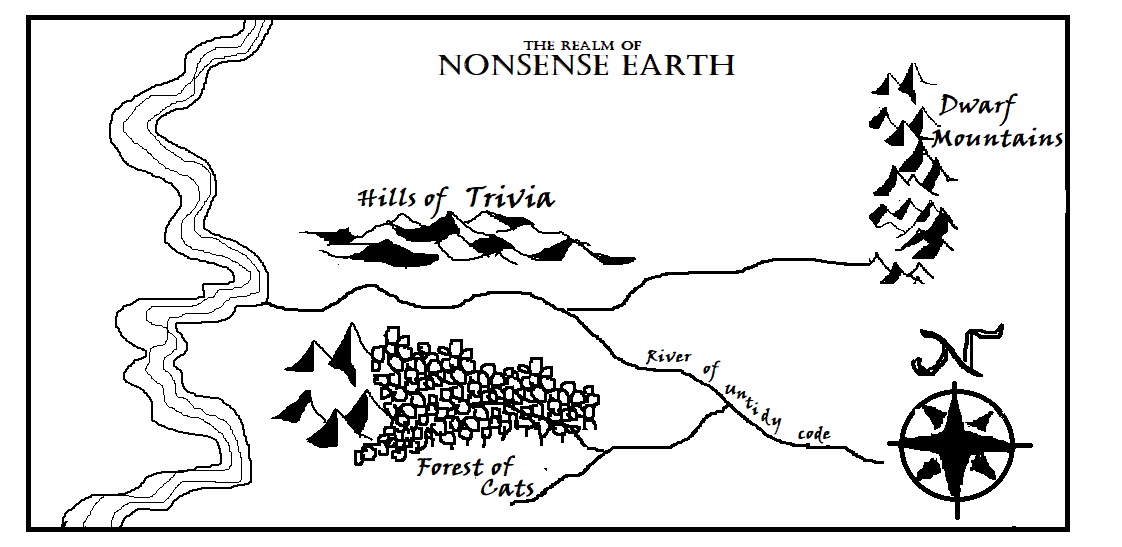 THE REALM OF
NONSENSE EARTH
Dwarf
Mountains
Hills of Trivia
N
River of untidy code
Forest of
Cats